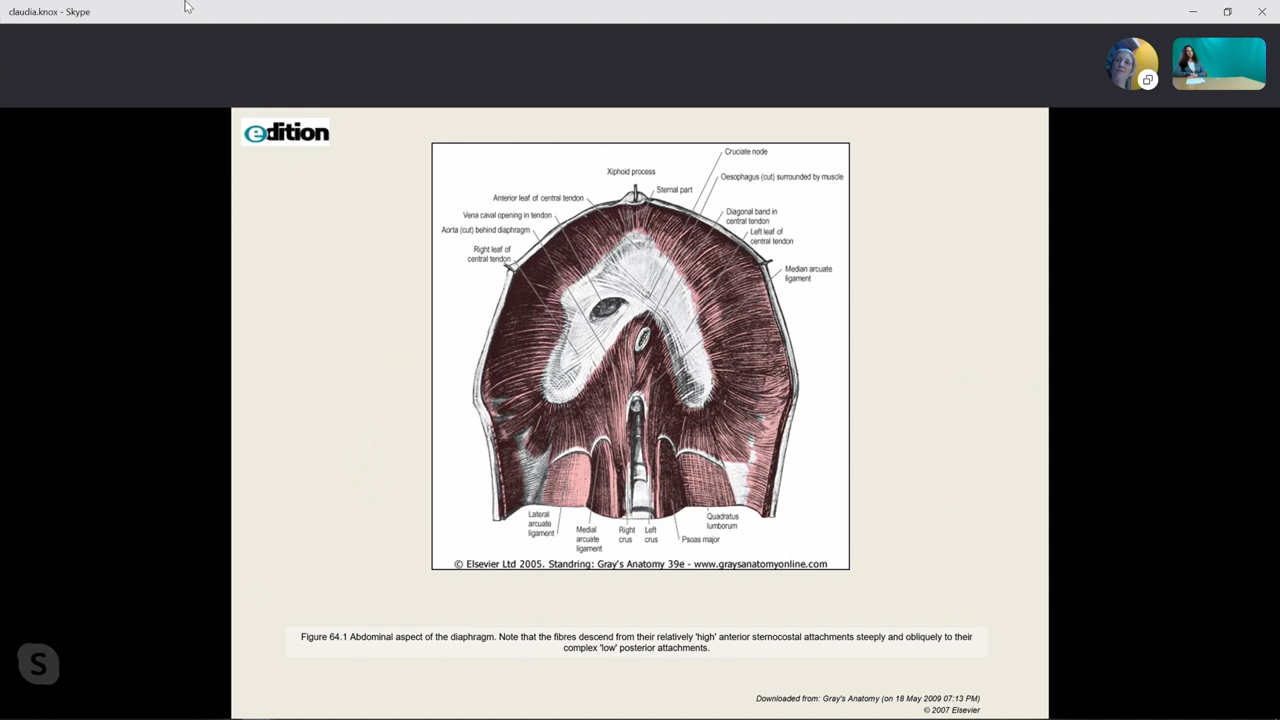 claudia.knox - Skype
edition
Cruciate node
Xiphoid process
Oesophagus (cut) surrounded by muscle
Sternal part
Anterior leaf of central tendon
Vena caval opening in tendon
Diagonal band in
central tendon
Aorta (cut) behind diaphragm
Left leaf of
central tendon
Right leaf of
central tendon
Median arcuate
ligament
Lateral
arcuate
ligament
Medial
arcuate
ligament
Right
crus
Left
crus
Psoas major
Quadratus
lumborum
© Elsevier Ltd 2005. Standring: Gray's Anatomy 39e - www.graysanatomyonline.com
Figure 64.1 Abdominal aspect of the diaphragm. Note that the fibres descend from their relatively 'high' anterior sternocostal attachments steeply and obliquely to their
complex 'low' posterior attachments.
S
Downloaded from: Gray's Anatomy (on 18 May 2009 07:13 PM)
© 2007 Elsevier